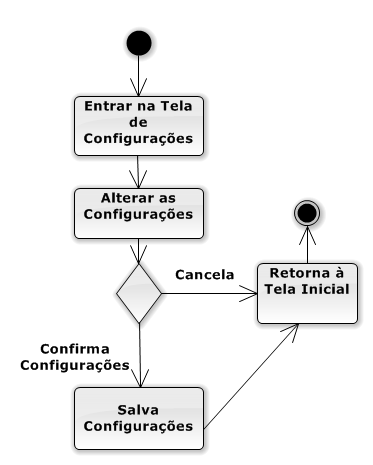 Entrar na Tela
de
Configurações
Alterar as
Configurações
Cancela
Retorna à
Tela Inicial
Confirma
Configurações
Salva
Configurações